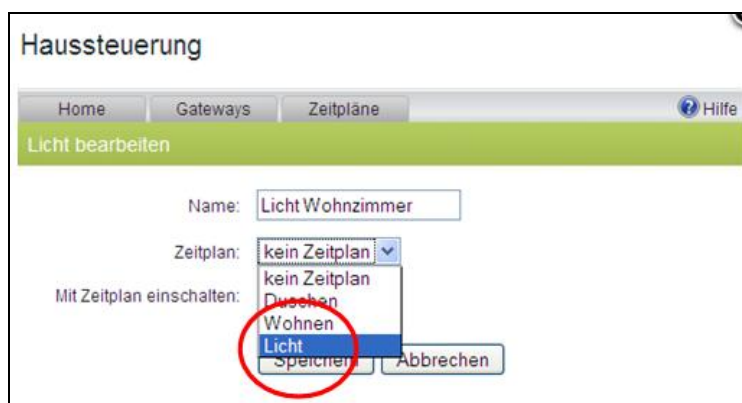 Haussteuerung
Home Gateways Zeitpläne Hilfe
Licht bearbeiten
Name: Licht Wohnzimmer
Zeitplan: kein Zeitplan
kein Zeitplan
Mit Zeitplan einschalten: Duschen
Wohnen
Licht
Speichern Abbrechen